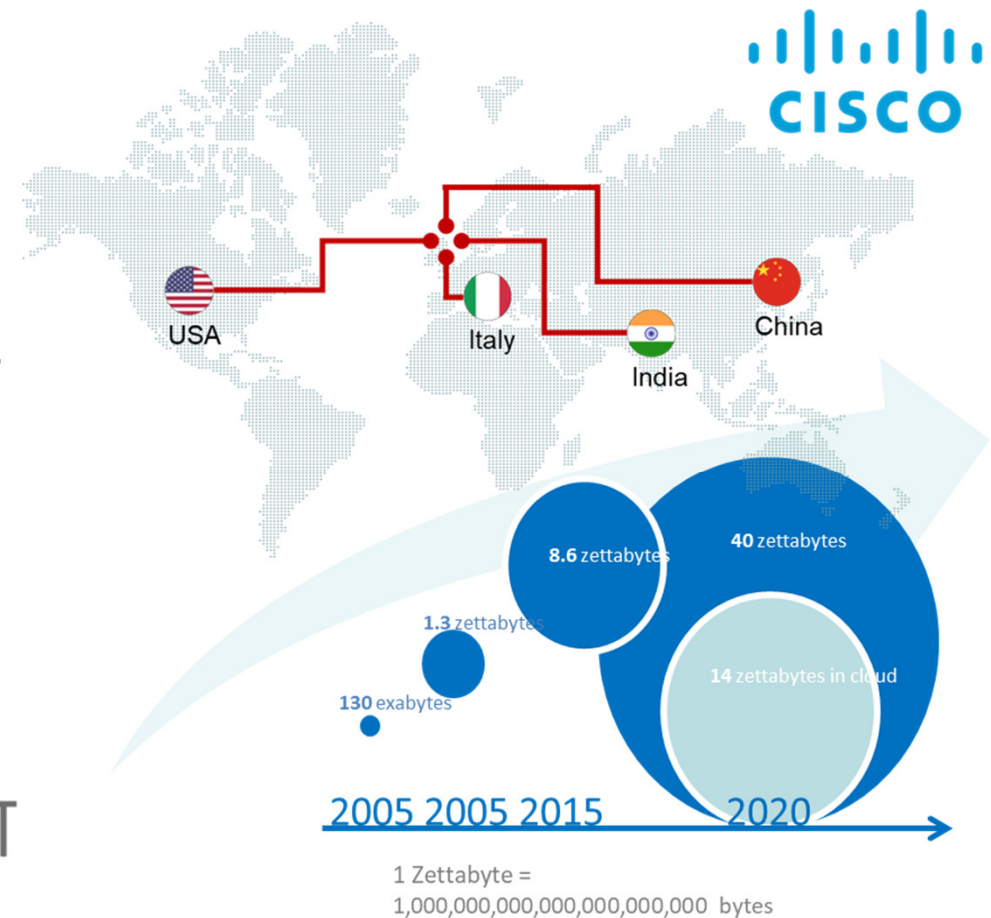 CISCO
USA
Italy
China
India
40 zettabytes
8.6 zettabytes
1.3 zettabytes
14 zettabytes in cloud
130 exabytes
T
2005 2005 2015 2020
1 Zettabyte =
1,000,000,000,000,000,000,000 bytes